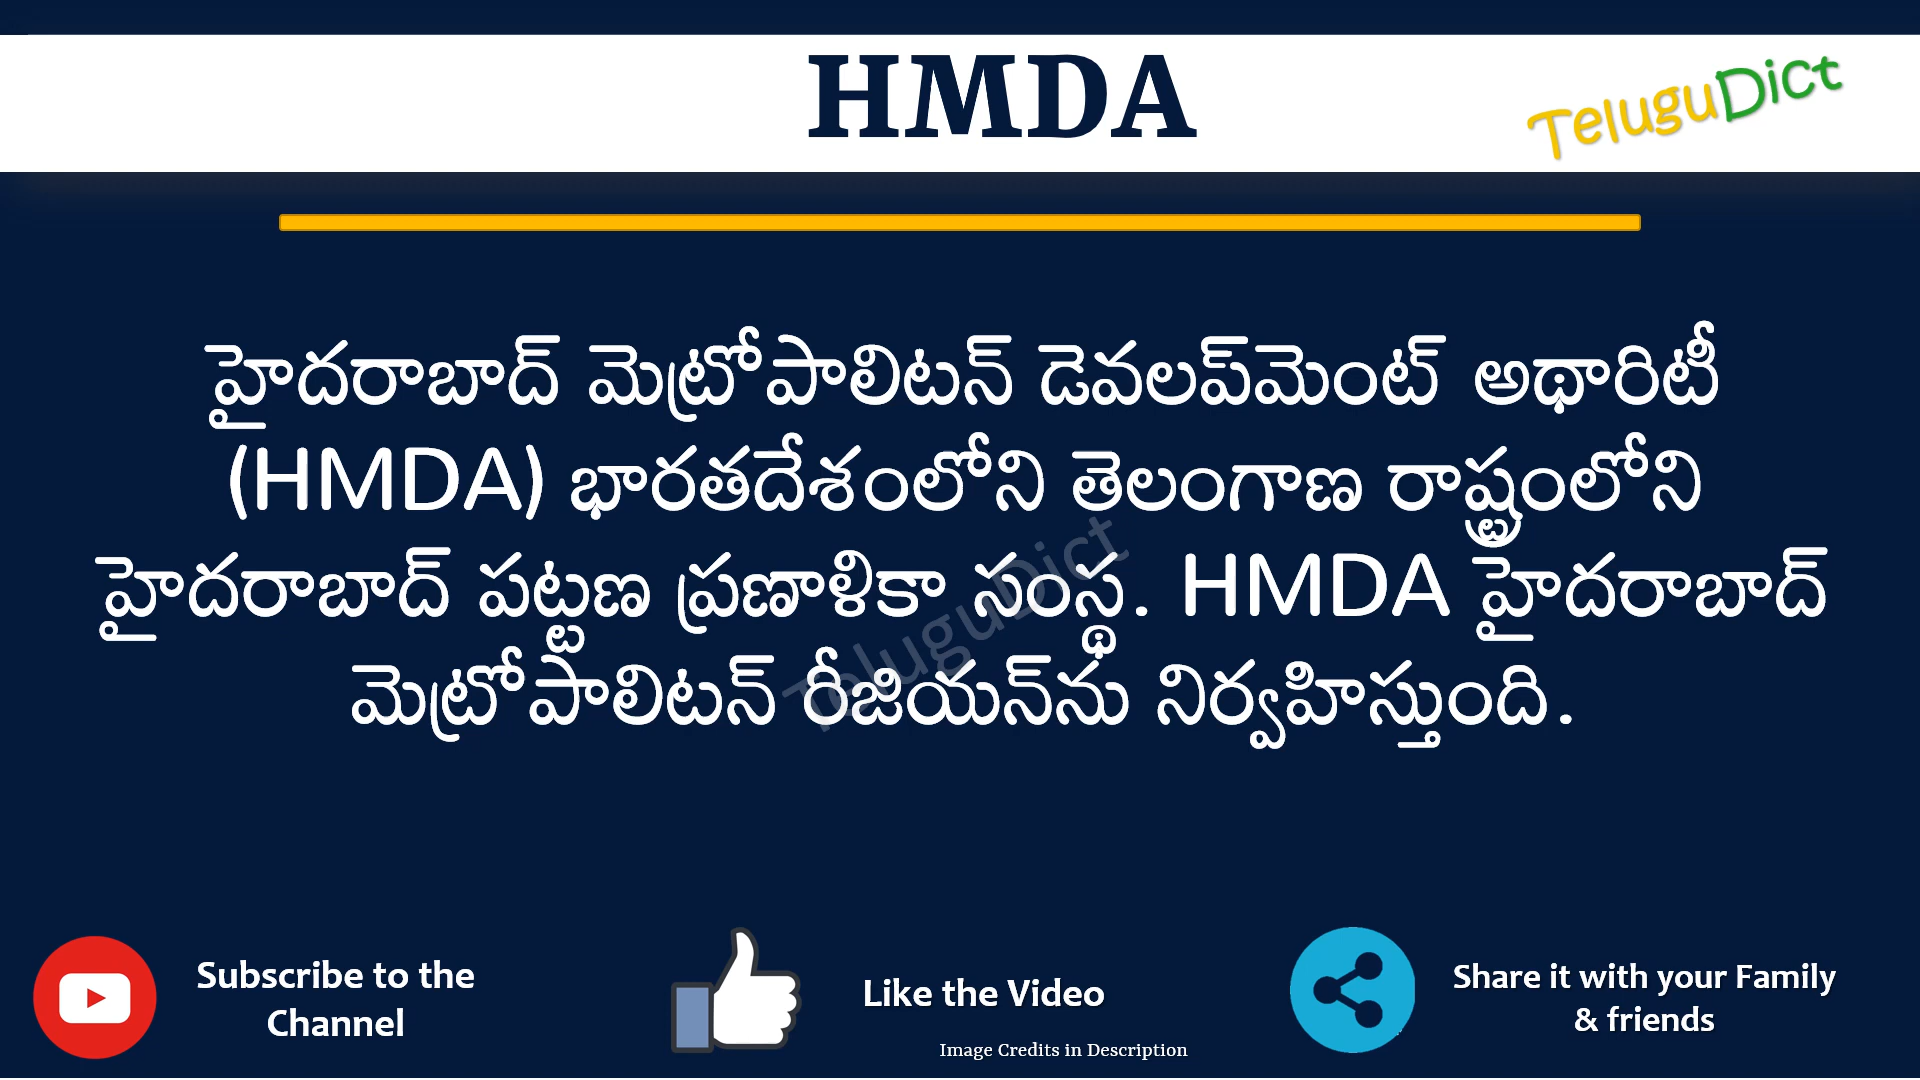 HMDA
TeluguDict
హైదరాబాద్ మెట్రోపాలిటన్ డెవలప్‌మెంట్ అథారిటీ
(HMDA) భారతదేశంలోని తెలంగాణ రాష్ట్రంలోని
హైదరాబాద్ పట్టణ ప్రణాళికా సంస్థ. HMDA హైదరాబాద్
మెట్రోపాలిటన్ రీజియన్‌ను నిర్వహిస్తుంది.
TeluguDict
Subscribe to the
Channel
Like the Video
Share it with your Family
& friends
Image Credits in Description